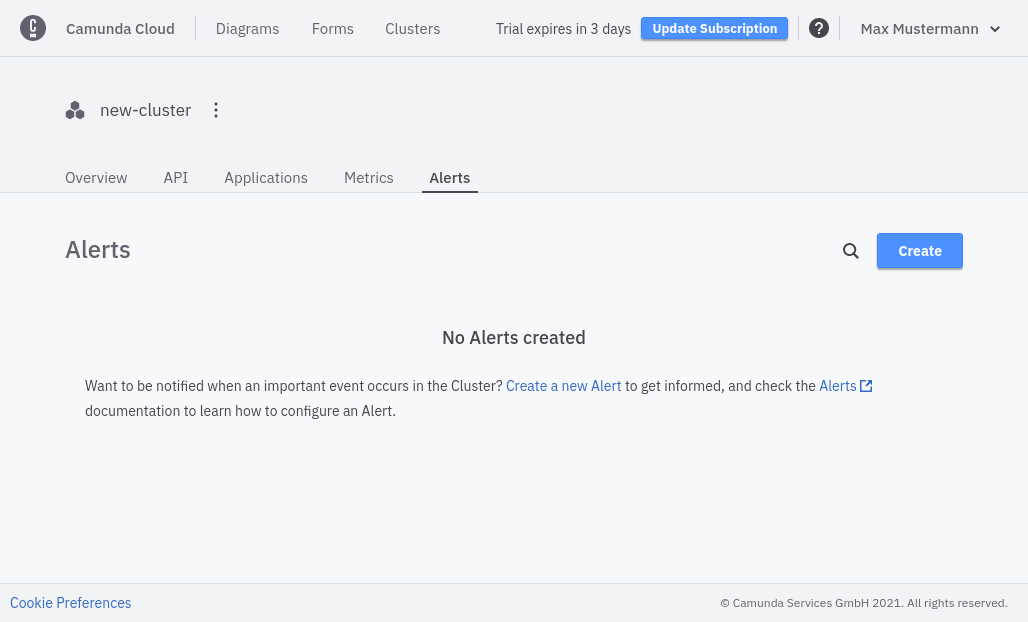 Camunda Cloud Diagrams Forms Clusters Trial expires in 3 days Update Subscription ? Max Mustermann
new-cluster
Overview API Applications Metrics Alerts
Alerts Create
No Alerts created
Want to be notified when an important event occurs in the Cluster? Create a new Alert to get informed, and check the Alerts
documentation to learn how to configure an Alert.
Cookie Preferences © Camunda Services GmbH 2021. All rights reserved.